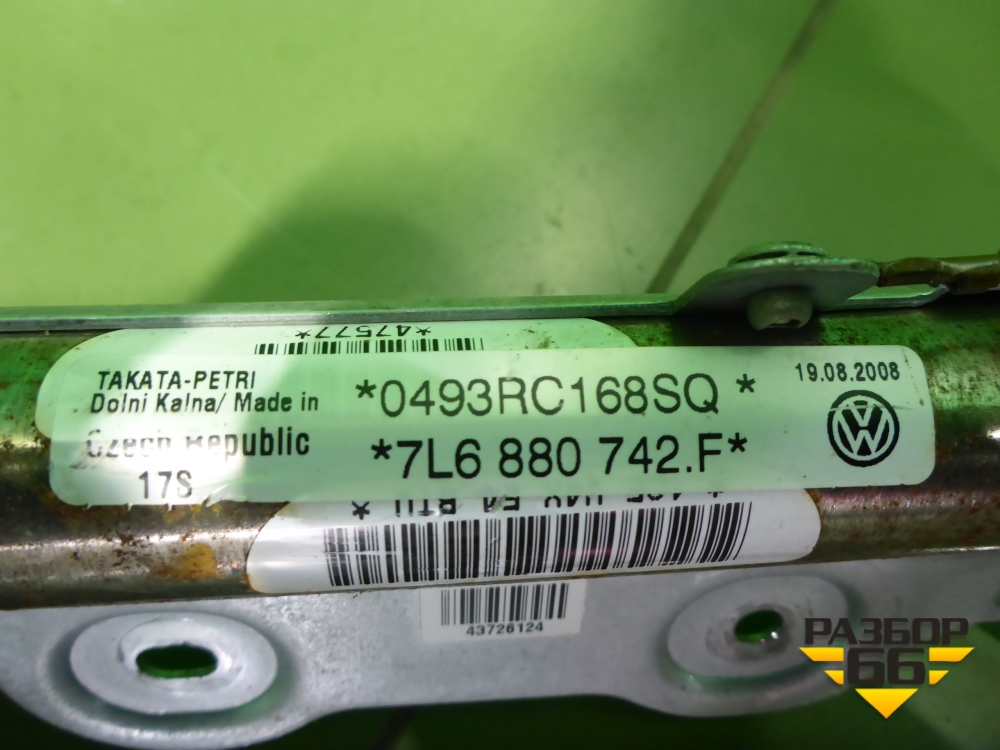 *47577*
TAKATA-PETRI
Dolni Kalna/ Made in
Czech Republic
17S
*0493RC168SQ *
*7L6 880 742.F*
19.08.2008
43726124
РАЗБОР
66